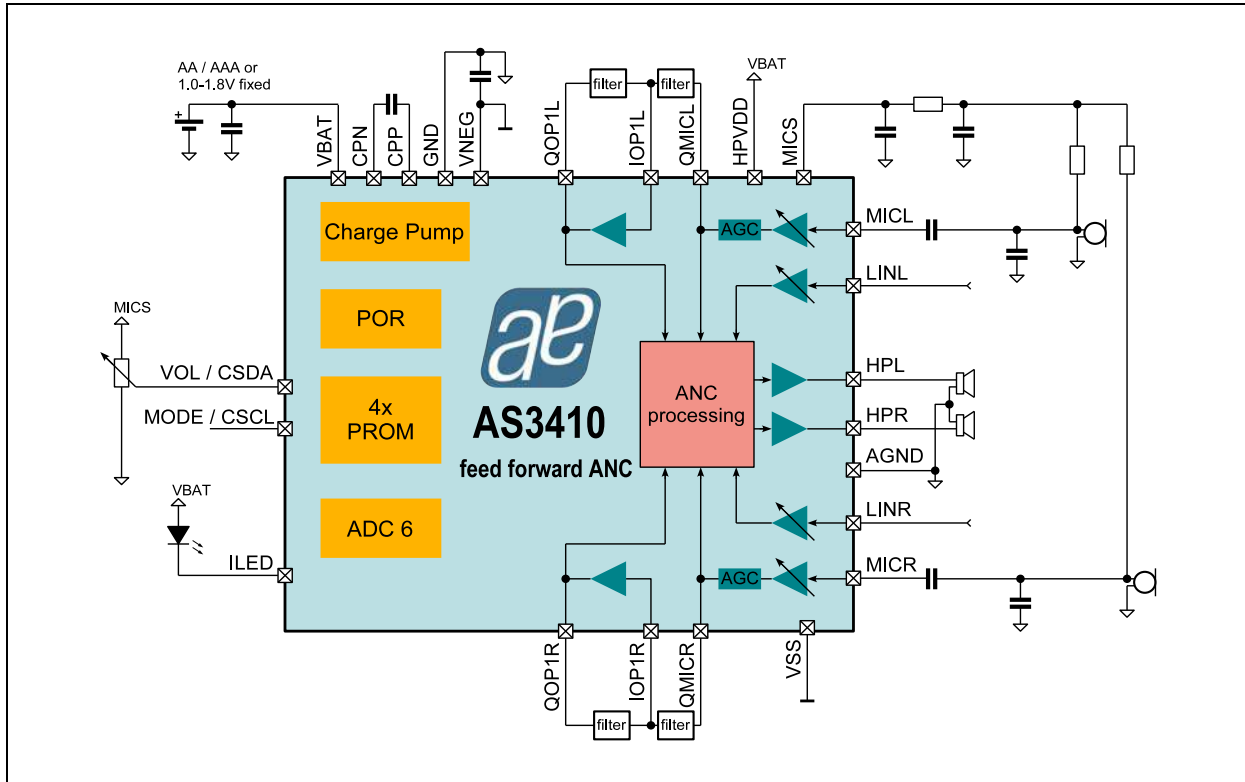 AA / AAA or
1.0-1.8V fixed
+
VBAT
CPN
CPP
GND
VNEG
QOP1L
IOP1L
QMICL
HPVDD
MICS
filter
filter
VBAT
Charge Pump
POR
4x
PROM
ADC 6
ae
AS3410
feed forward ANC
AGC
ANC
processing
AGC
MICL
LINL
HPL
HPR
AGND
LINR
MICR
MICS
VOL / CSDA
MODE / CSCL
VBAT
ILED
QOP1R
IOP1R
QMICR
VSS
filter
filter